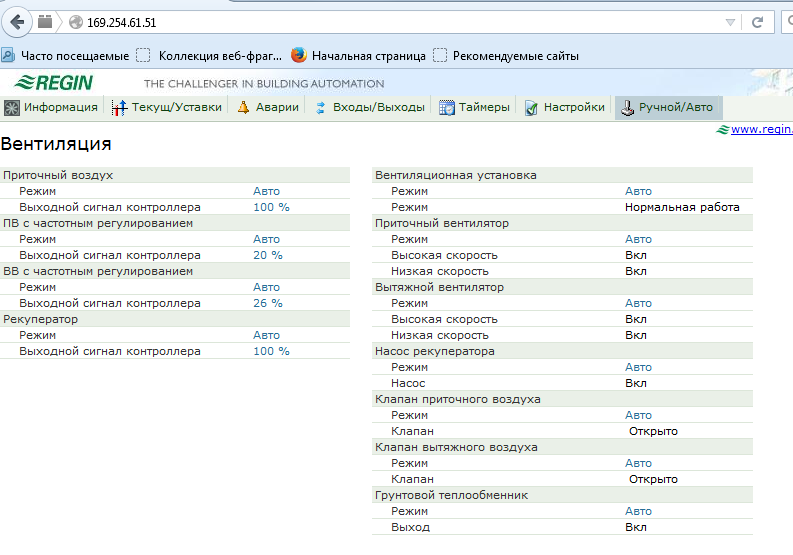 169.254.61.51
Часто посещаемые Коллекция веб-фраг... Начальная страница Рекомендуемые сайты
REGIN THE CHALLENGER IN BUILDING AUTOMATION
Информация Текущ/Уставки Аварии Входы/Выходы Таймеры Настройки Ручной/Авто
www.regin.
Вентиляция
Приточный воздух
Режим Авто
Выходной сигнал контроллера 100 %
ПВ с частотным регулированием
Режим Авто
Выходной сигнал контроллера 20 %
ВВ с частотным регулированием
Режим Авто
Выходной сигнал контроллера 26 %
Рекуператор
Режим Авто
Выходной сигнал контроллера 100 %
Вентиляционная установка
Режим Авто
Режим Нормальная работа
Приточный вентилятор
Режим Авто
Высокая скорость Вкл
Низкая скорость Вкл
Вытяжной вентилятор
Режим Авто
Высокая скорость Вкл
Низкая скорость Вкл
Насос рекуператора
Режим Авто
Насос Вкл
Клапан приточного воздуха
Режим Авто
Клапан Открыто
Клапан вытяжного воздуха
Режим Авто
Клапан Открыто
Грунтовой теплообменник
Режим Авто
Выход Вкл